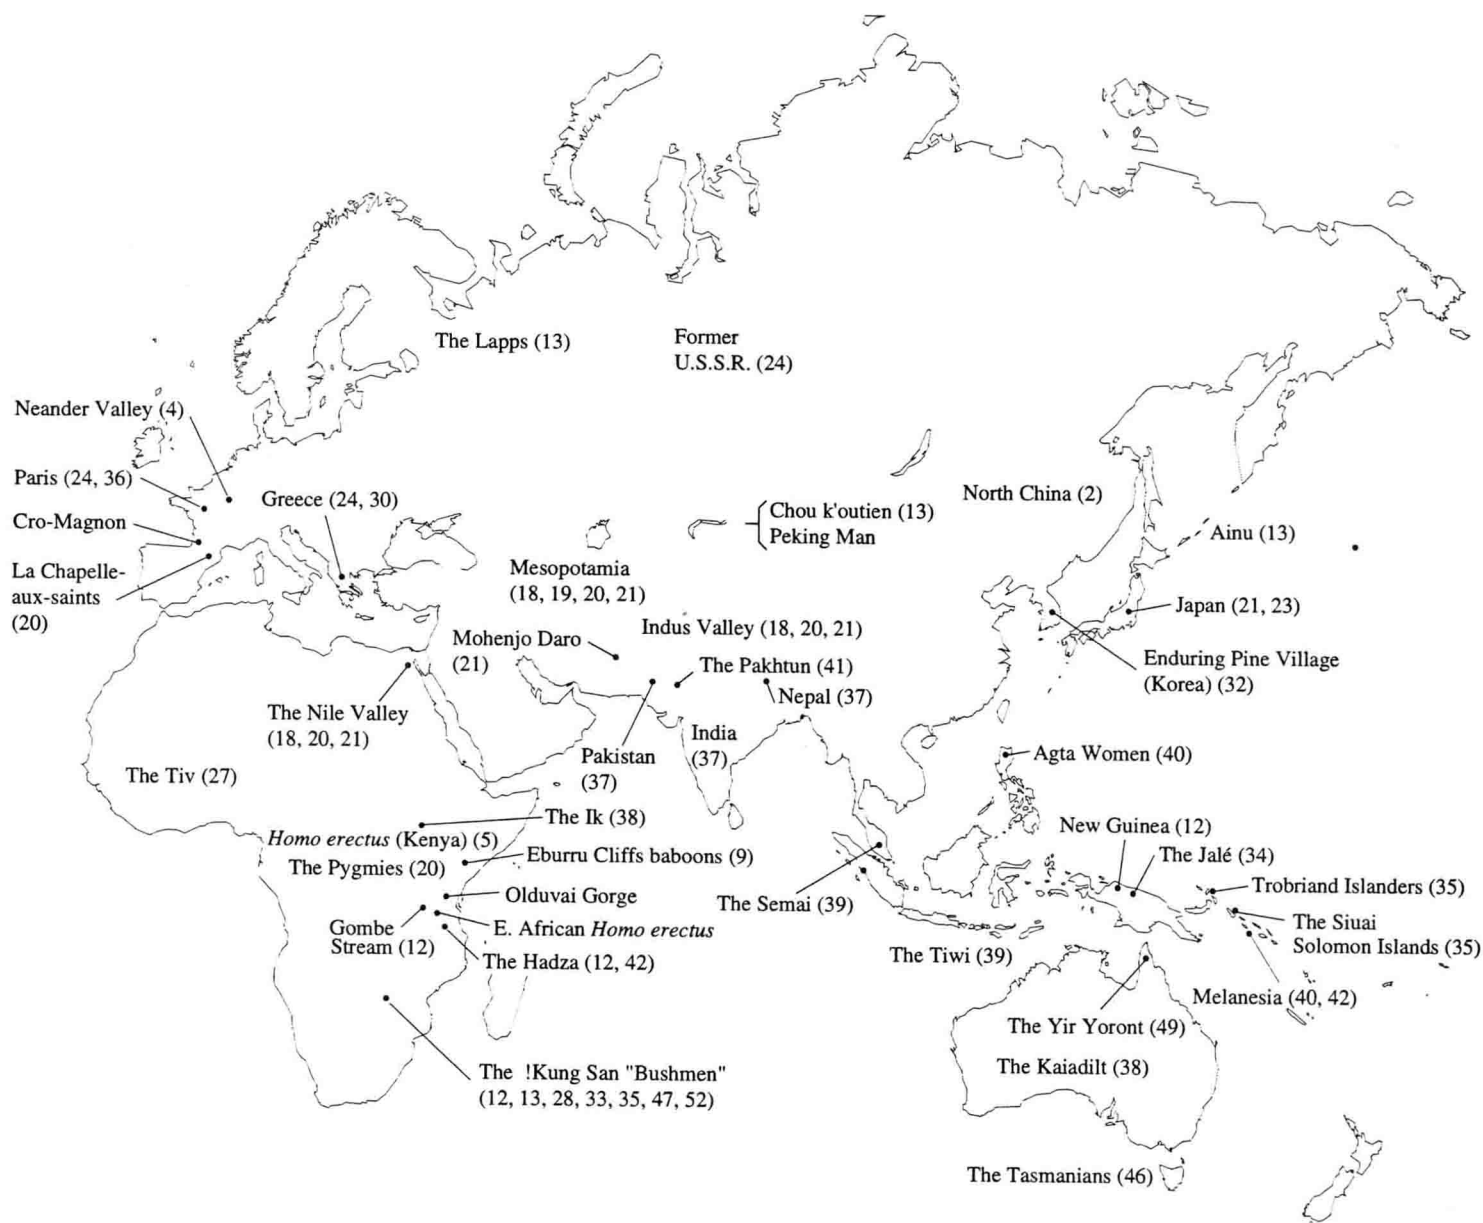 The Lapps (13)
Former
U.S.S.R. (24)
Neander Valley (4)
Paris (24, 36)
Greece (24, 30)
Cro-Magnon
La Chapelle-
aux-saints
(20)
North China (2)
Chou k'outien (13)
Peking Man
Ainu (13)
Mesopotamia
(18, 19, 20, 21)
Japan (21, 23)
Indus Valley (18, 20, 21)
Mohenjo Daro
(21)
The Pakhtun (41)
Nepal (37)
Enduring Pine Village
(Korea) (32)
The Nile Valley
(18, 20, 21)
Pakistan
(37)
India
(37)
Agta Women (40)
The Tiv (27)
The Ik (38)
Homo erectus (Kenya) (5)
The Pygmies (20)
Eburru Cliffs baboons (9)
New Guinea (12)
The Jalé (34)
Olduvai Gorge
Trobriand Islanders (35)
The Semai (39)
Gombe
Stream (12)
E. African Homo erectus
The Siuai
Solomon Islands (35)
The Hadza (12, 42)
The Tiwi (39)
Melanesia (40, 42)
The Yir Yoront (49)
The Kaiadilt (38)
The !Kung San "Bushmen"
(12, 13, 28, 33, 35, 47, 52)
The Tasmanians (46)